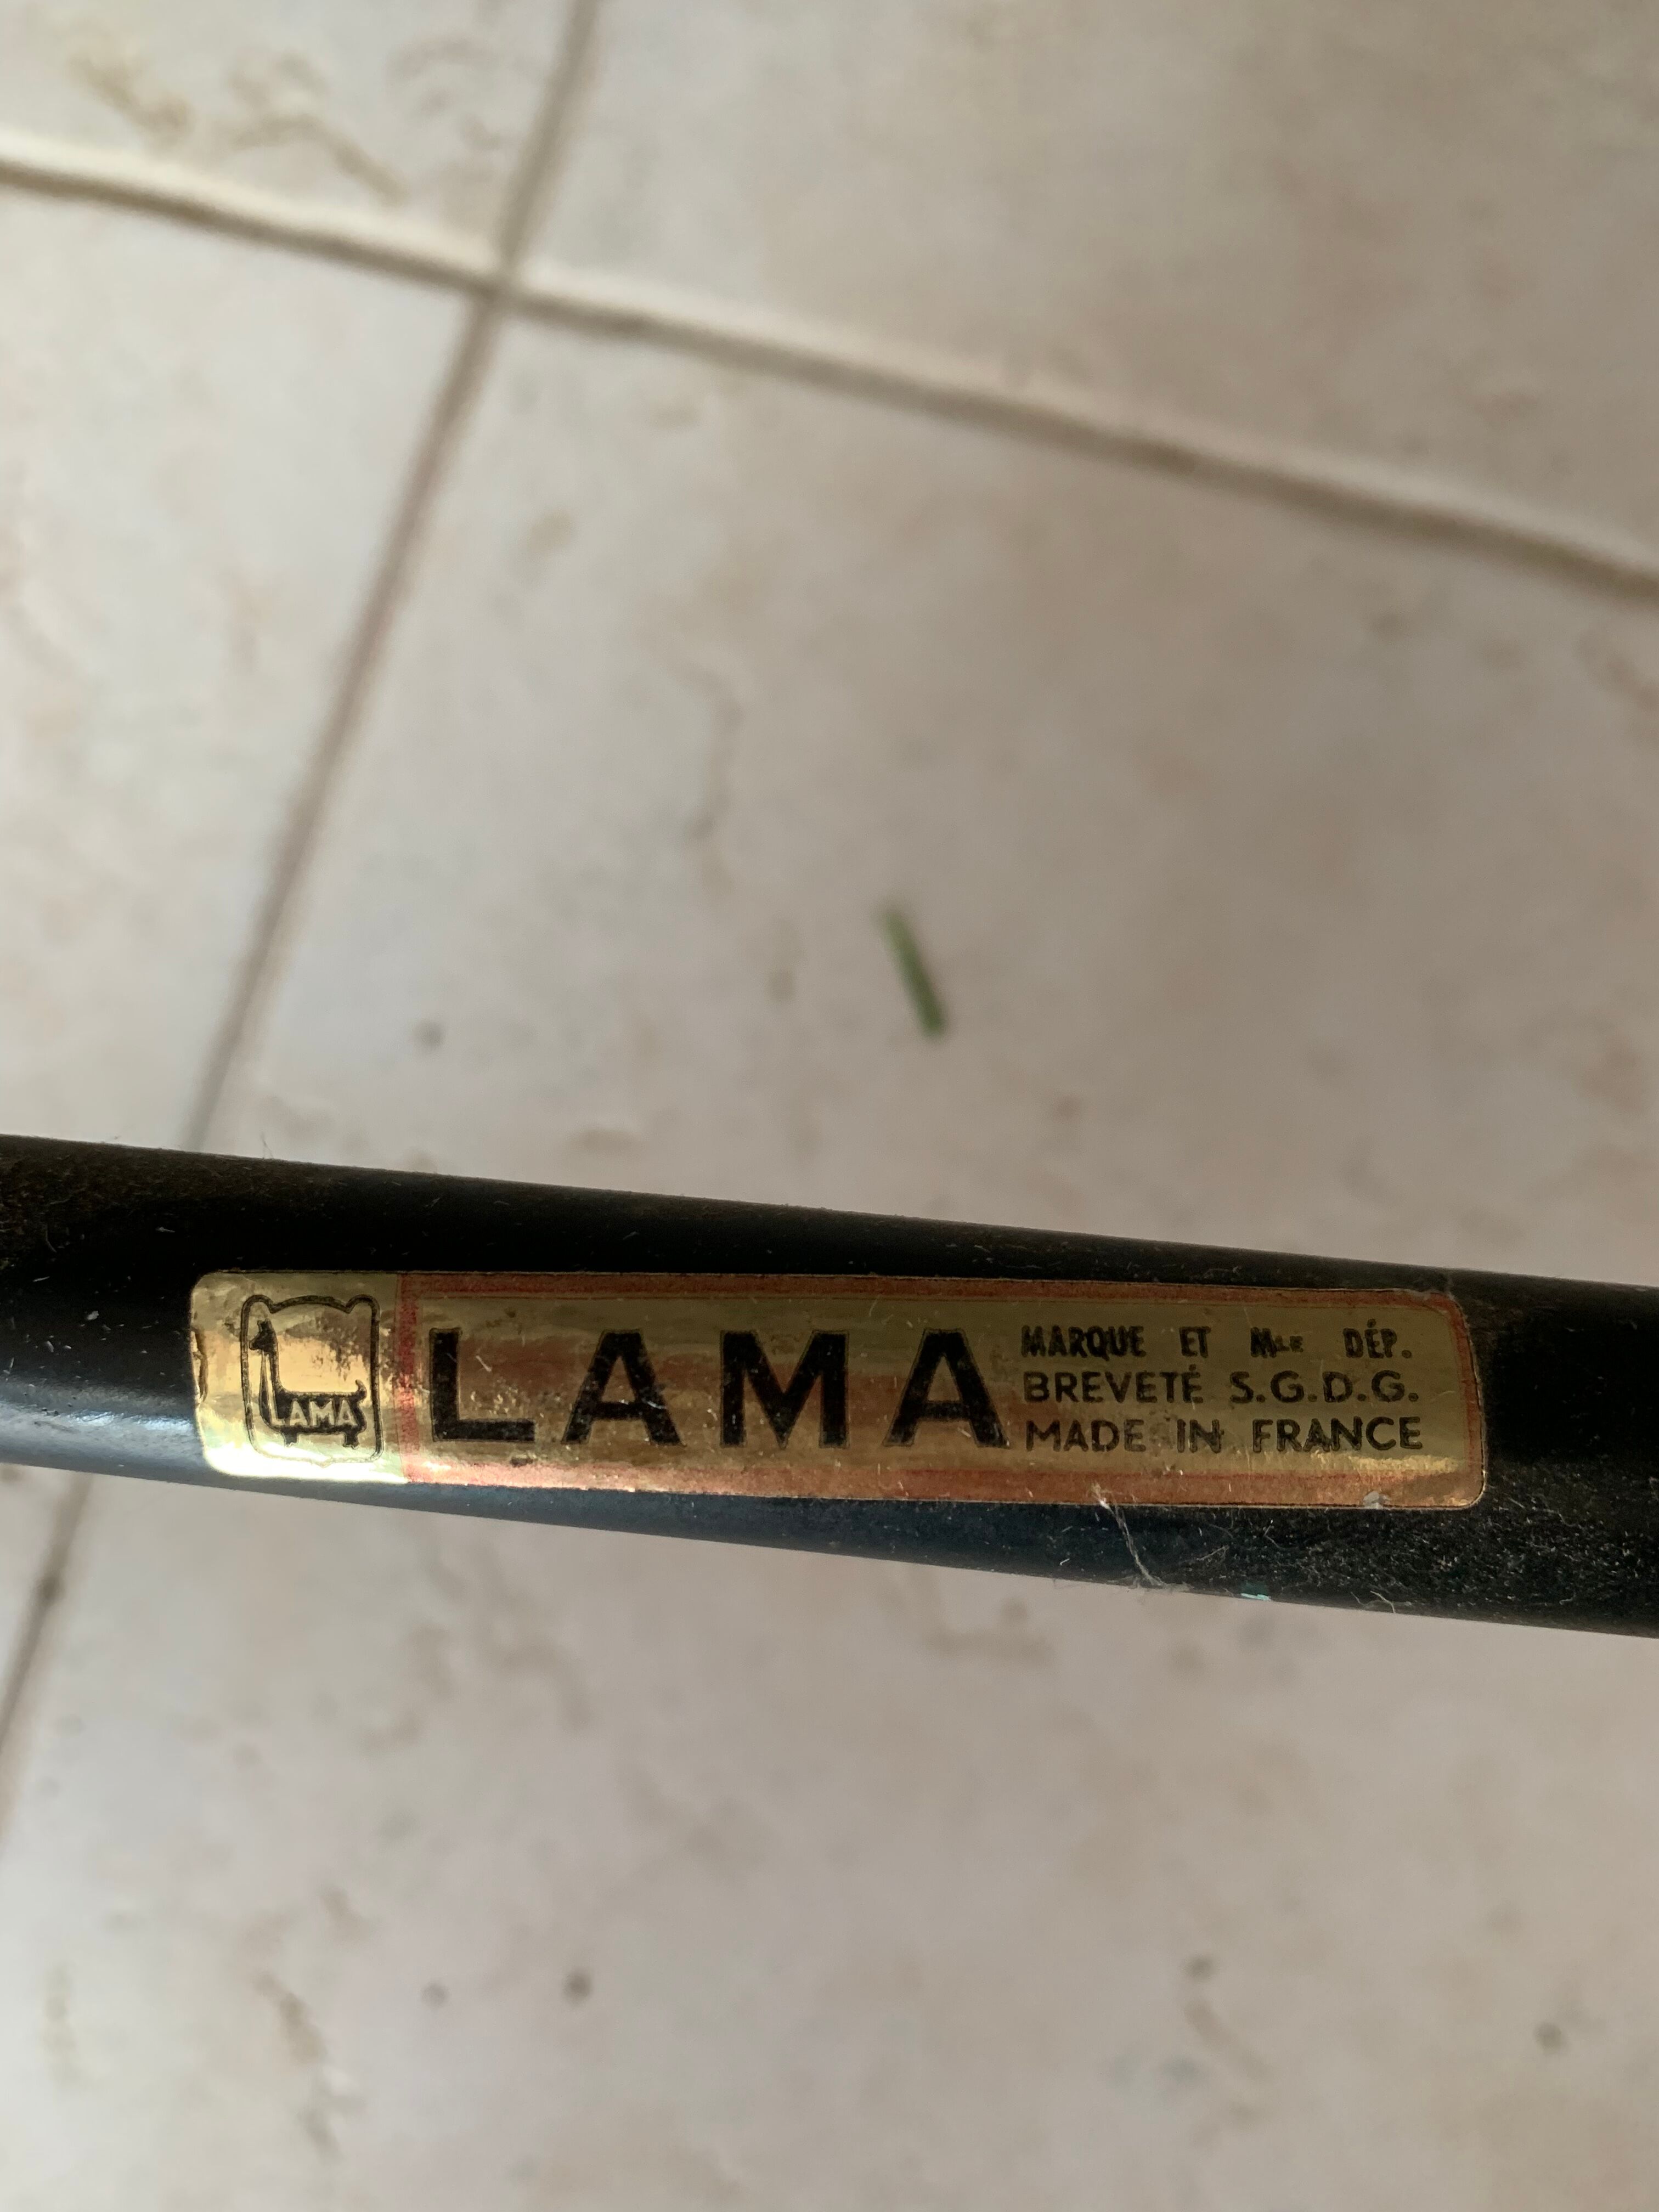 LAMA
LAMA
MARQUE ET MLE DÉP.
BREVETÉ S.G.D.G.
MADE IN FRANCE